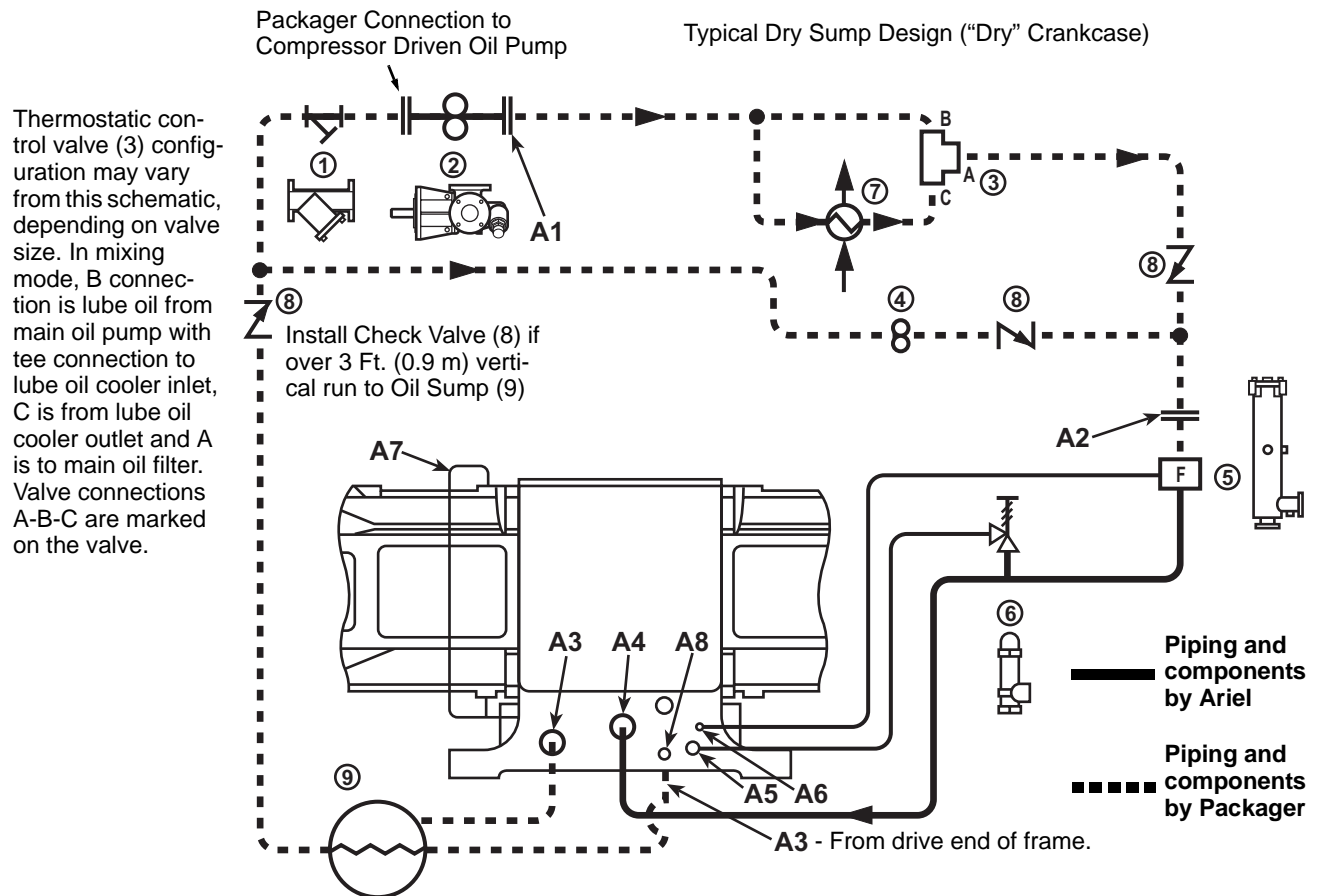 Packager Connection to
Compressor Driven Oil Pump
Typical Dry Sump Design (“Dry” Crankcase)
Thermostatic con-
trol valve (3) config-
uration may vary
from this schematic,
depending on valve
size. In mixing
mode, B connec-
tion is lube oil from
main oil pump with
tee connection to
lube oil cooler inlet,
C is from lube oil
cooler outlet and A
is to main oil filter.
Valve connections
A-B-C are marked
on the valve.
①
②
A1
B
A
③
C
⑦
⑧
④
⑧
⑧
Install Check Valve (8) if
over 3 Ft. (0.9 m) verti-
cal run to Oil Sump (9)
A2
F
⑤
A7
⑥
A3
A4
A8
A5
A6
A3 - From drive end of frame.
⑨
Piping and
components
by Ariel
Piping and
components
by Packager